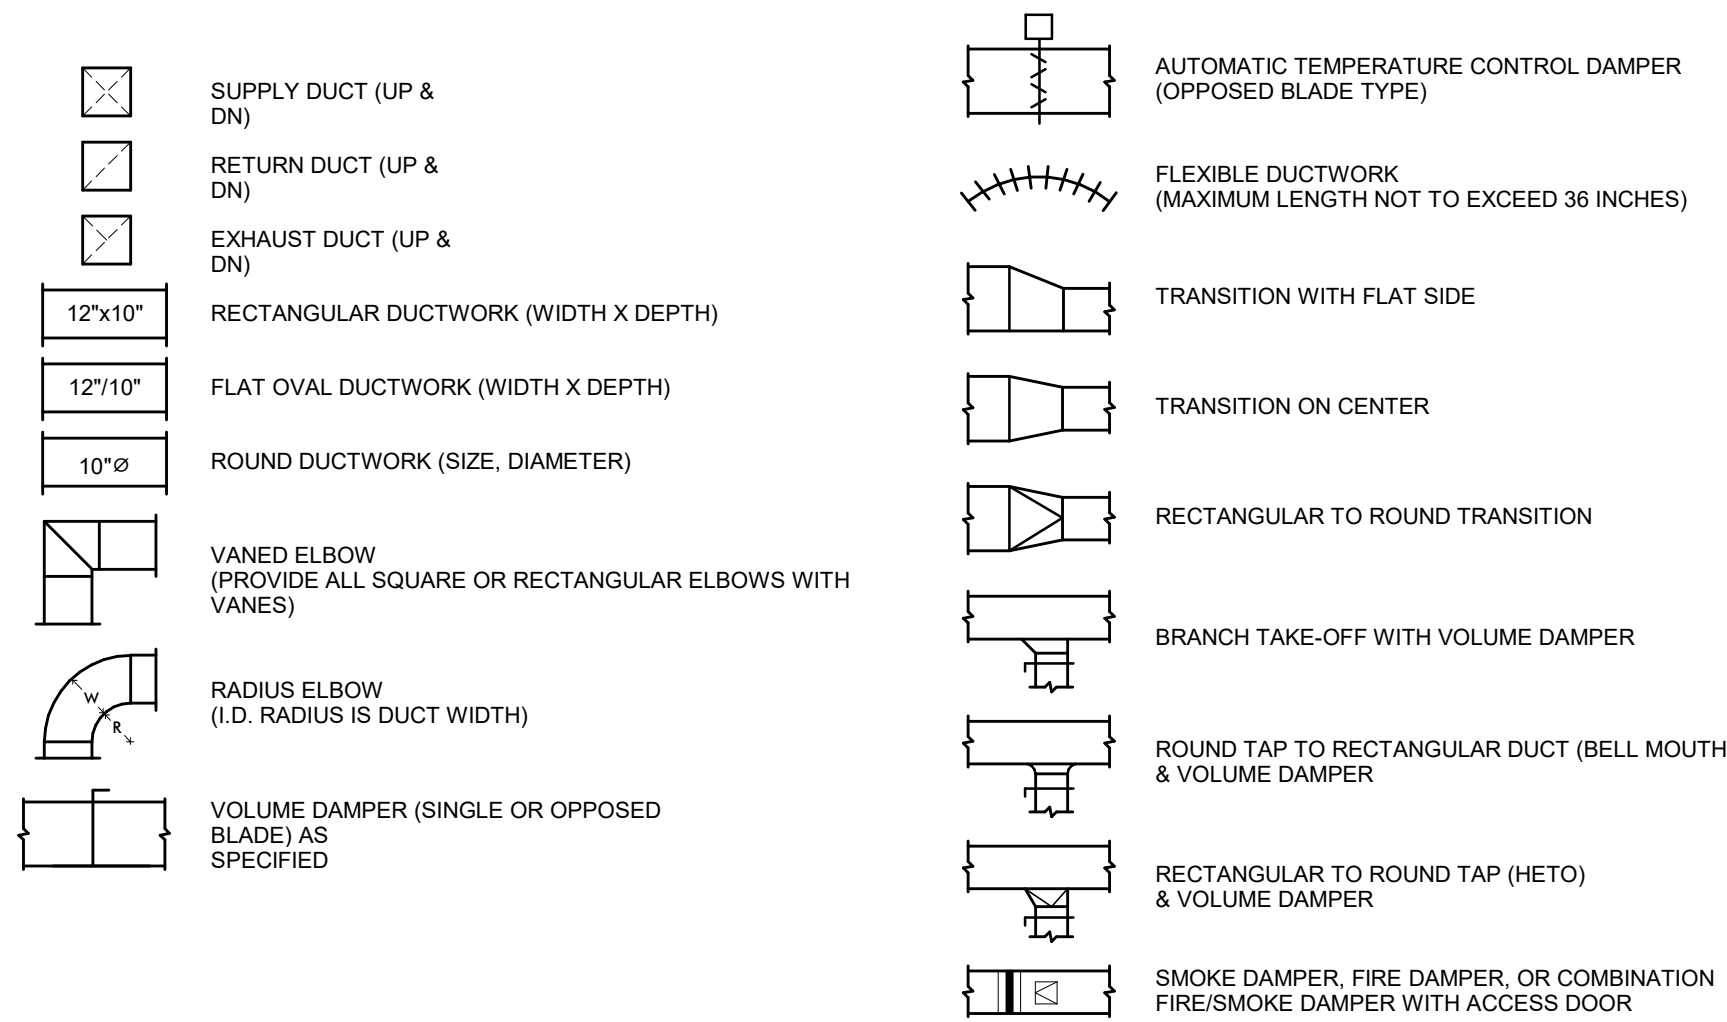 SUPPLY DUCT (UP &
DN)
RETURN DUCT (UP &
DN)
EXHAUST DUCT (UP &
DN)
12"x10"
RECTANGULAR DUCTWORK (WIDTH X DEPTH)
12"/10"
FLAT OVAL DUCTWORK (WIDTH X DEPTH)
10"Ø
ROUND DUCTWORK (SIZE, DIAMETER)
VANED ELBOW
(PROVIDE ALL SQUARE OR RECTANGULAR ELBOWS WITH
VANES)
W
R
RADIUS ELBOW
(I.D. RADIUS IS DUCT WIDTH)
VOLUME DAMPER (SINGLE OR OPPOSED
BLADE) AS
SPECIFIED
AUTOMATIC TEMPERATURE CONTROL DAMPER
(OPPOSED BLADE TYPE)
FLEXIBLE DUCTWORK
(MAXIMUM LENGTH NOT TO EXCEED 36 INCHES)
TRANSITION WITH FLAT SIDE
TRANSITION ON CENTER
RECTANGULAR TO ROUND TRANSITION
BRANCH TAKE-OFF WITH VOLUME DAMPER
ROUND TAP TO RECTANGULAR DUCT (BELL MOUTH
& VOLUME DAMPER
RECTANGULAR TO ROUND TAP (HETO)
& VOLUME DAMPER
SMOKE DAMPER, FIRE DAMPER, OR COMBINATION
FIRE/SMOKE DAMPER WITH ACCESS DOOR